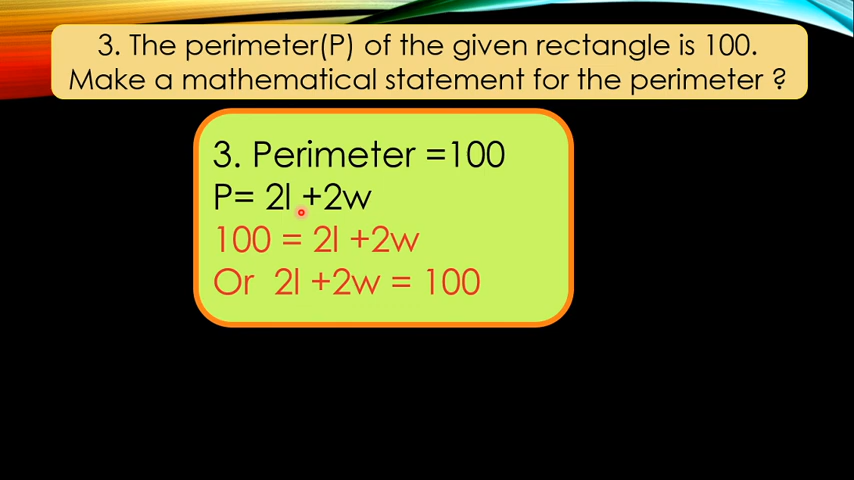 3. The perimeter(P) of the given rectangle is 100.
Make a mathematical statement for the perimeter ?
3. Perimeter =100
P= 2l +2w
100 = 2l +2w
Or 2l +2w = 100